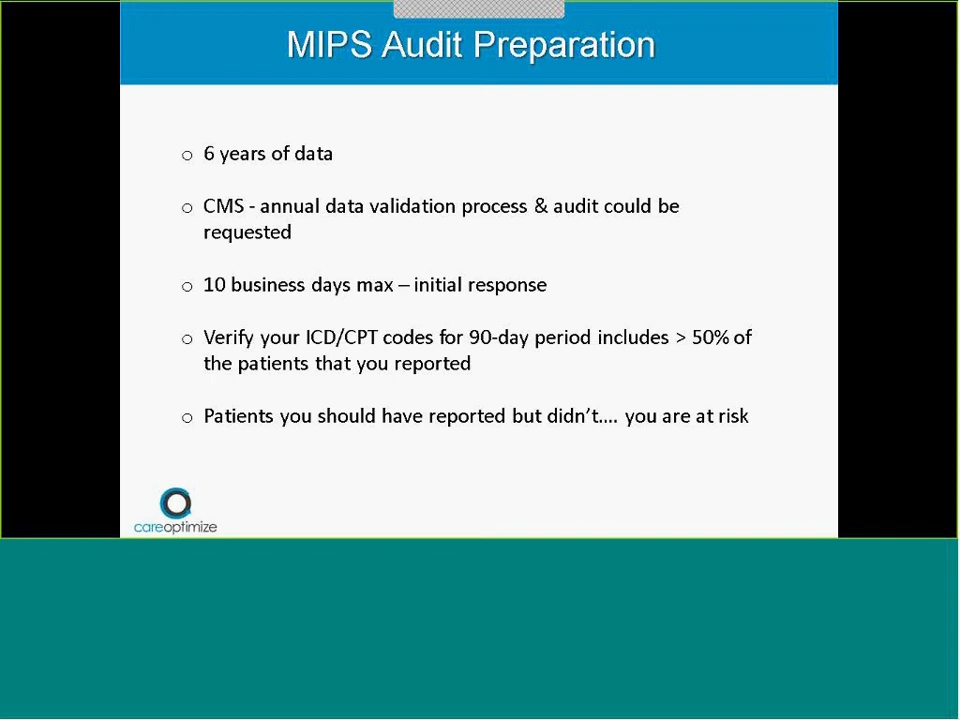 MIPS Audit Preparation
o 6 years of data
o CMS - annual data validation process & audit could be
requested
o 10 business days max – initial response
o Verify your ICD/CPT codes for 90-day period includes > 50% of
the patients that you reported
o Patients you should have reported but didn’t.... you are at risk
careoptimize